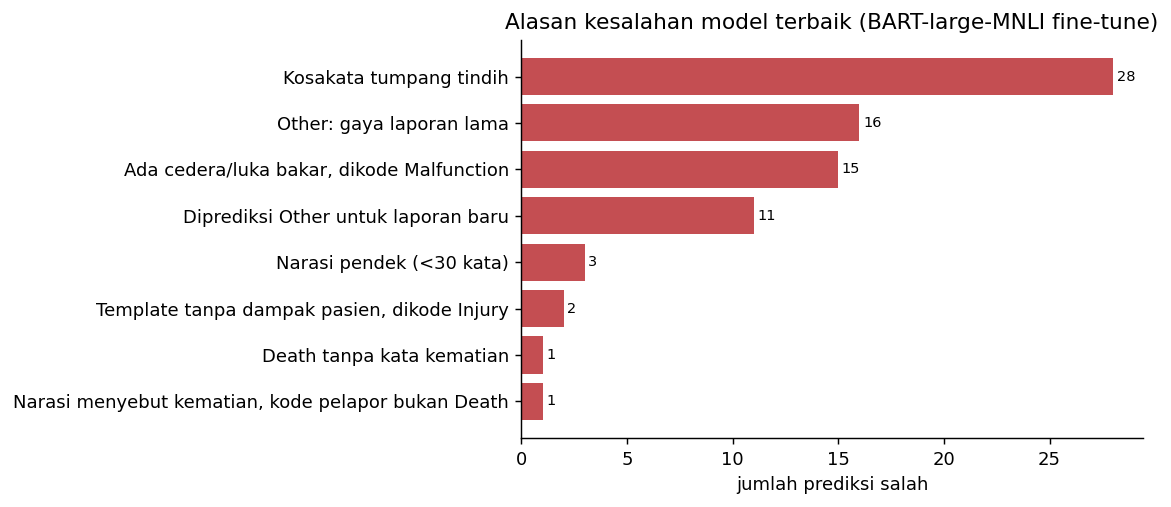 Alasan kesalahan model terbaik (BART-large-MNLI fine-tune)
Kosakata tumpang tindih 28
Other: gaya laporan lama 16
Ada cedera/luka bakar, dikode Malfunction 15
Diprediksi Other untuk laporan baru 11
Narasi pendek (<30 kata) 3
Template tanpa dampak pasien, dikode Injury 2
Death tanpa kata kematian 1
Narasi menyebut kematian, kode pelapor bukan Death 1
0 5 10 15 20 25
jumlah prediksi salah